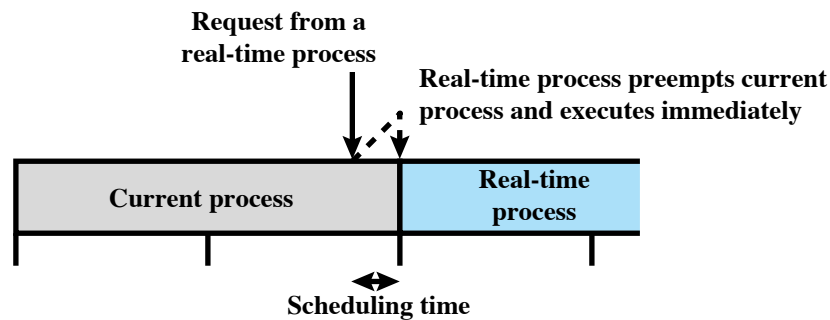 Request from a
real-time process
Real-time process preempts current
process and executes immediately
Current process
Real-time
process
Scheduling time